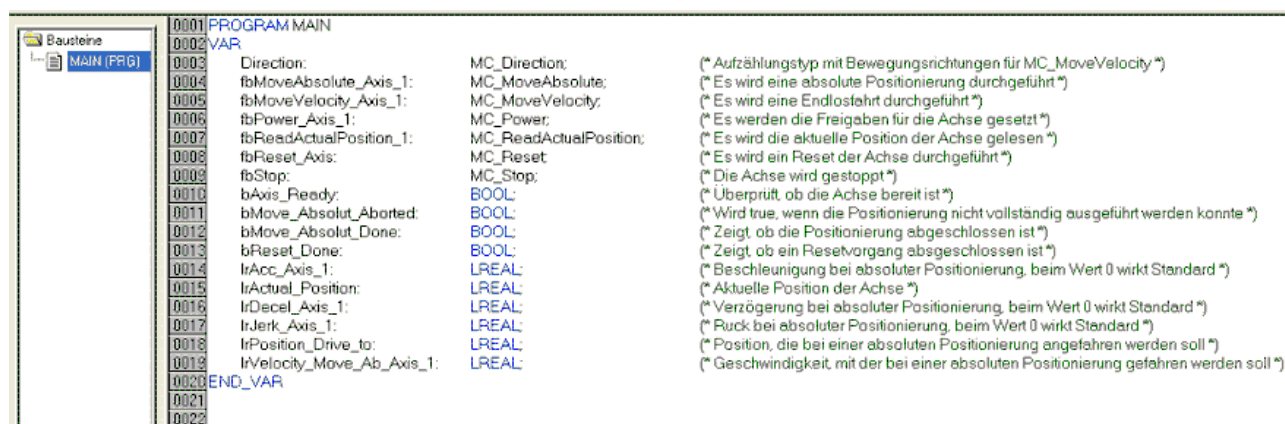 Bausteine
MAIN (PRG)
0001 PROGRAM MAIN
0002 VAR
0003 Direction: MC_Direction; (* Aufzählungstyp mit Bewegungsrichtungen für MC_MoveVelocity *)
0004 fbMoveAbsolute_Axis_1: MC_MoveAbsolute; (* Es wird eine absolute Positionierung durchgeführt *)
0005 fbMoveVelocity_Axis_1: MC_MoveVelocity; (* Es wird eine Endlosfahrt durchgeführt *)
0006 fbPower_Axis_1: MC_Power; (* Es werden die Freigaben für die Achse gesetzt *)
0007 fbReadActualPosition_1: MC_ReadActualPosition; (* Es wird die aktuelle Position der Achse gelesen *)
0008 fbReset_Axis: MC_Reset; (* Es wird ein Reset der Achse durchgeführt *)
0009 fbStop: MC_Stop; (* Die Achse wird gestoppt *)
0010 bAxis_Ready: BOOL; (* Überprüft, ob die Achse bereit ist *)
0011 bMove_Absolut_Aborted: BOOL; (* Wird true, wenn die Positionierung nicht vollständig ausgeführt werden konnte *)
0012 bMove_Absolut_Done: BOOL; (* Zeigt, ob die Positionierung abgeschlossen ist *)
0013 bReset_Done: BOOL; (* Zeigt, ob ein Resetvorgang abgeschlossen ist *)
0014 lrAcc_Axis_1: LREAL; (* Beschleunigung bei absoluter Positionierung, beim Wert 0 wirkt Standard *)
0015 lrActual_Position: LREAL; (* Aktuelle Position der Achse *)
0016 lrDecel_Axis_1: LREAL; (* Verzögerung bei absoluter Positionierung, beim Wert 0 wirkt Standard *)
0017 lrJerk_Axis_1: LREAL; (* Ruck bei absoluter Positionierung, beim Wert 0 wirkt Standard *)
0018 lrPosition_Drive_to: LREAL; (* Position, die bei einer absoluten Positionierung angefahren werden soll *)
0019 lrVelocity_Move_Ab_Axis_1: LREAL; (* Geschwindigkeit, mit der bei einer absoluten Positionierung gefahren werden soll *)
0020 END_VAR
0021
0022